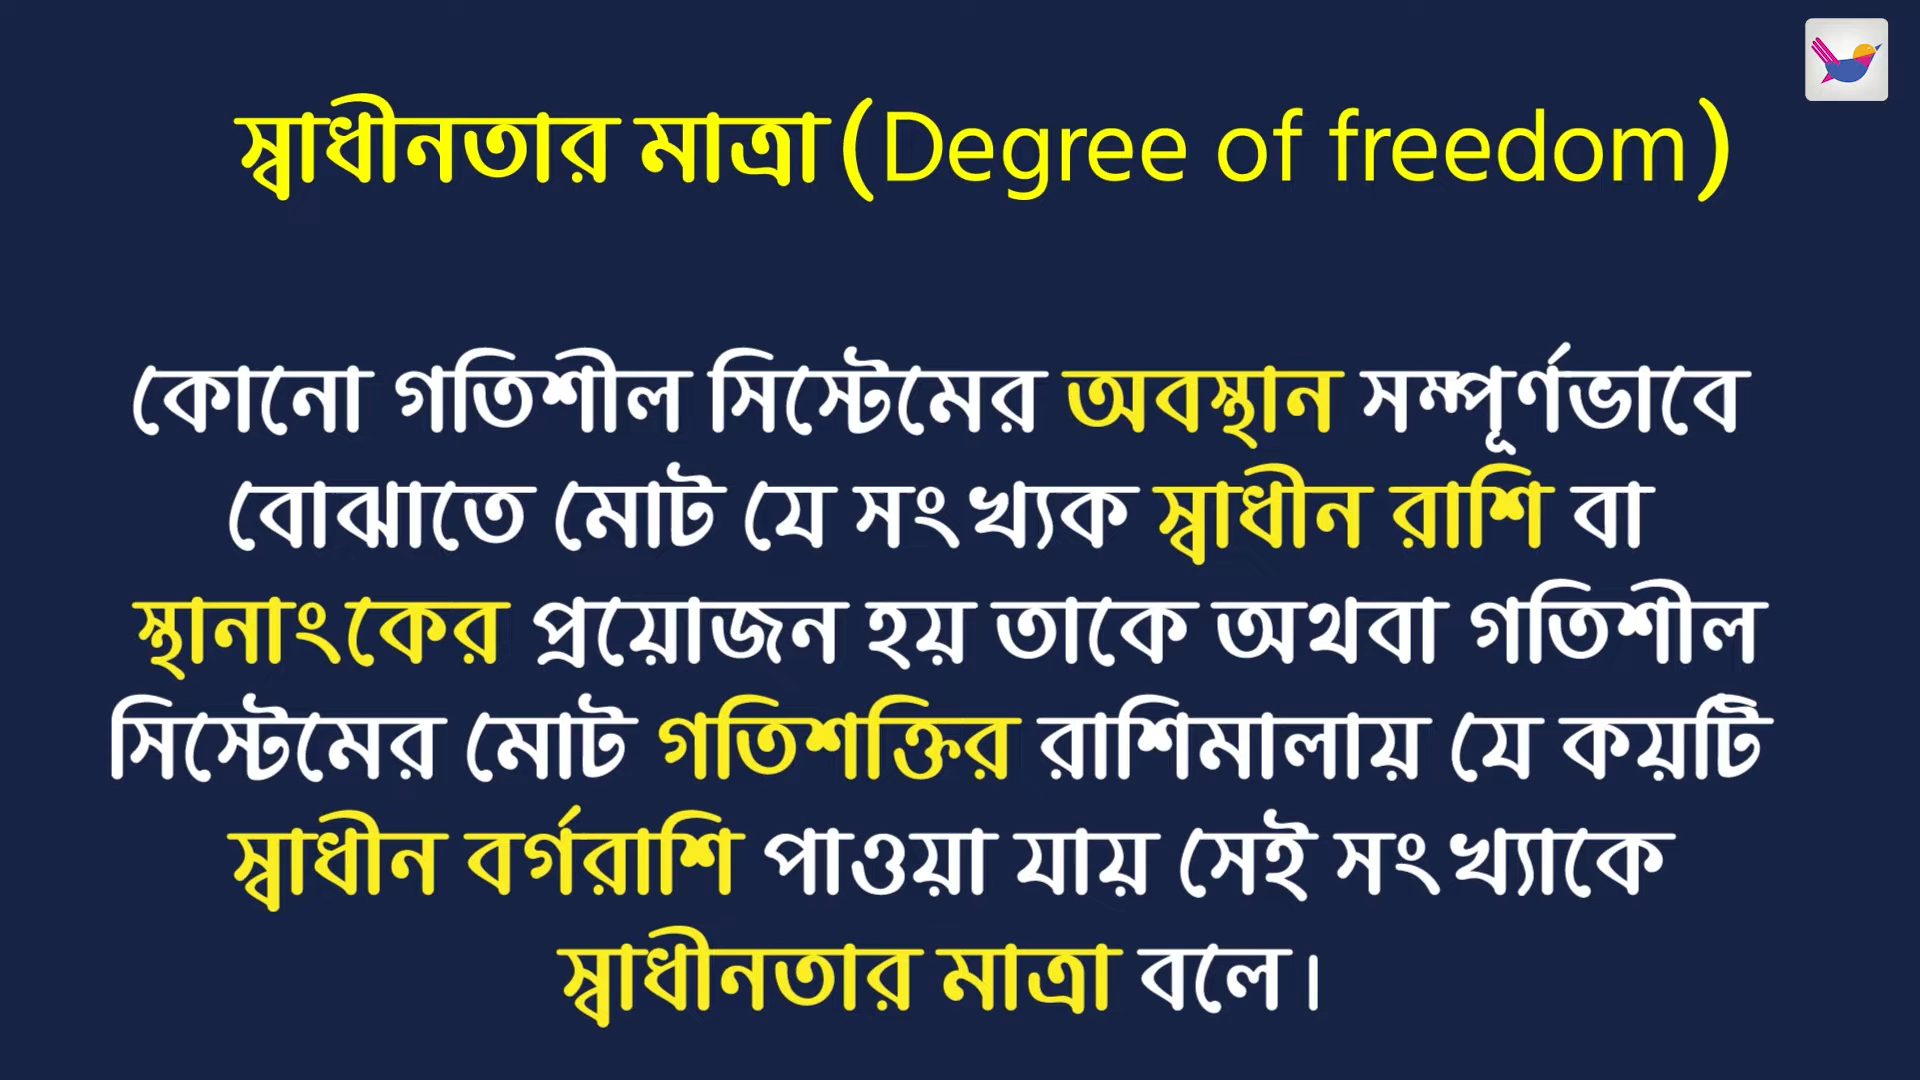 স্বাধীনতার মাত্রা (Degree of freedom)
কোনো গতিশীল সিস্টেমের অবস্থান সম্পূর্ণভাবে
বোঝাতে মোট যে সংখ্যক স্বাধীন রাশি বা
স্থানাংকের প্রয়োজন হয় তাকে অথবা গতিশীল
সিস্টেমের মোট গতিশক্তির রাশিমালায় যে কয়টি
স্বাধীন বর্গরাশি পাওয়া যায় সেই সংখ্যাকে
স্বাধীনতার মাত্রা বলে।